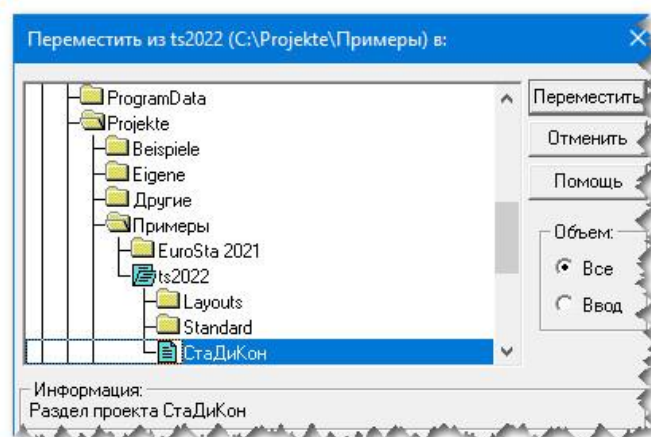 Переместить из ts2022 (C:\Projekte\Примеры) в:
ProgramData
Projekte
Beispiele
Eigene
Другие
Примеры
EuroSta 2021
ts2022
Layouts
Standard
СтаДиКон
Переместить
Отменить
Помощь
Объем:
Все
Ввод
Информация:
Раздел проекта СтаДиКон